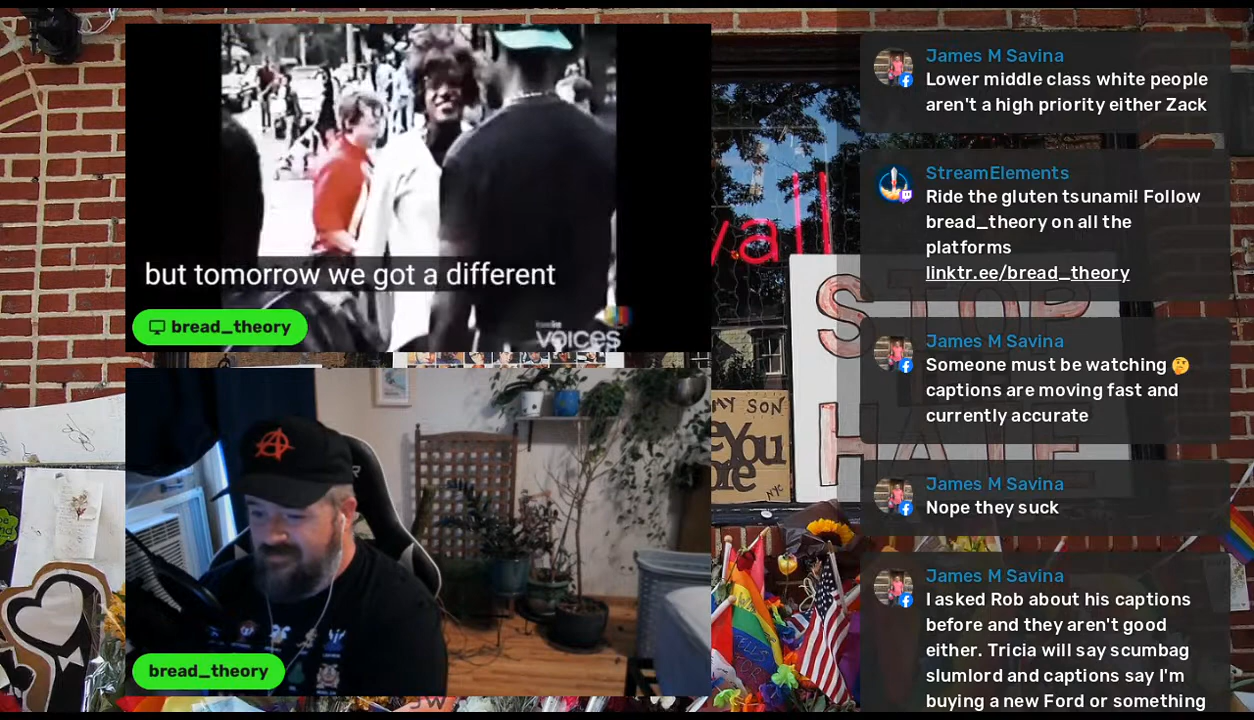 but tomorrow we got a different
bread_theory
VOICES
bread_theory
James M Savina
Lower middle class white people
aren't a high priority either Zack
StreamElements
Ride the gluten tsunami! Follow
bread_theory on all the
platforms
linktr.ee/bread_theory
James M Savina
Someone must be watching 🤔
captions are moving fast and
currently accurate
James M Savina
Nope they suck
James M Savina
I asked Rob about his captions
before and they aren't good
either. Tricia will say scumbag
slumlord and captions say I'm
buying a new Ford or something
STOP
HATE
MY SON
you
NYC